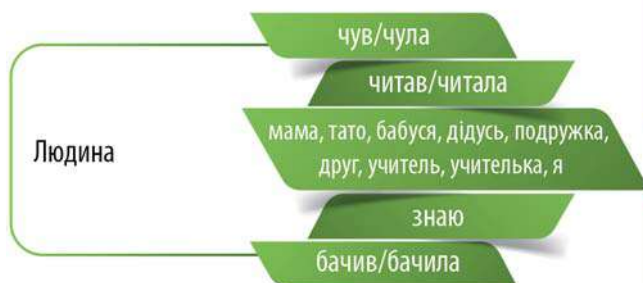 чув/чула
читав/читала
Людина
мама, тато, бабуся, дідусь, подружка,
друг, учитель, учителька, я
знаю
бачив/бачила